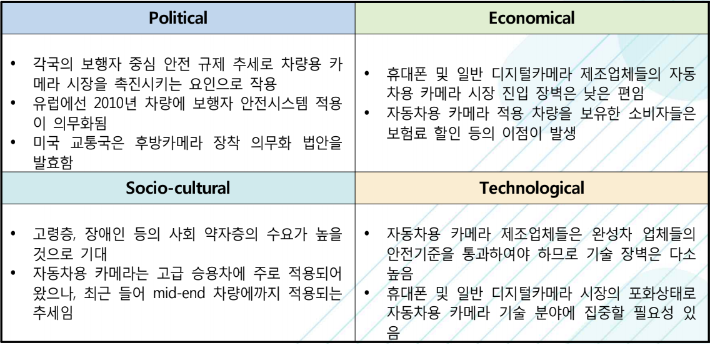 Political
• 각국의 보행자 중심 안전 규제 추세로 차량용 카
메라 시장을 촉진시키는 요인으로 작용
• 유럽에선 2010년 차량에 보행자 안전시스템 적용
이 의무화됨
• 미국 교통국은 후방카메라 장착 의무화 법안을
발효함
Economical
• 휴대폰 및 일반 디지털카메라 제조업체들의 자동
차용 카메라 시장 진입 장벽은 낮은 편임
• 자동차용 카메라 적용 차량을 보유한 소비자들은
보험료 할인 등의 이점이 발생
Socio-cultural
• 고령층, 장애인 등의 사회 약자층의 수요가 높을
것으로 기대
• 자동차용 카메라는 고급 승용차에 주로 적용되어
왔으나, 최근 들어 mid-end 차량에까지 적용되는
추세임
Technological
• 자동차용 카메라 제조업체들은 완성차 업체들의
안전기준을 통과하여야 하므로 기술 장벽은 다소
높음
• 휴대폰 및 일반 디지털카메라 시장의 포화상태로
자동차용 카메라 기술 분야에 집중할 필요성 있
음